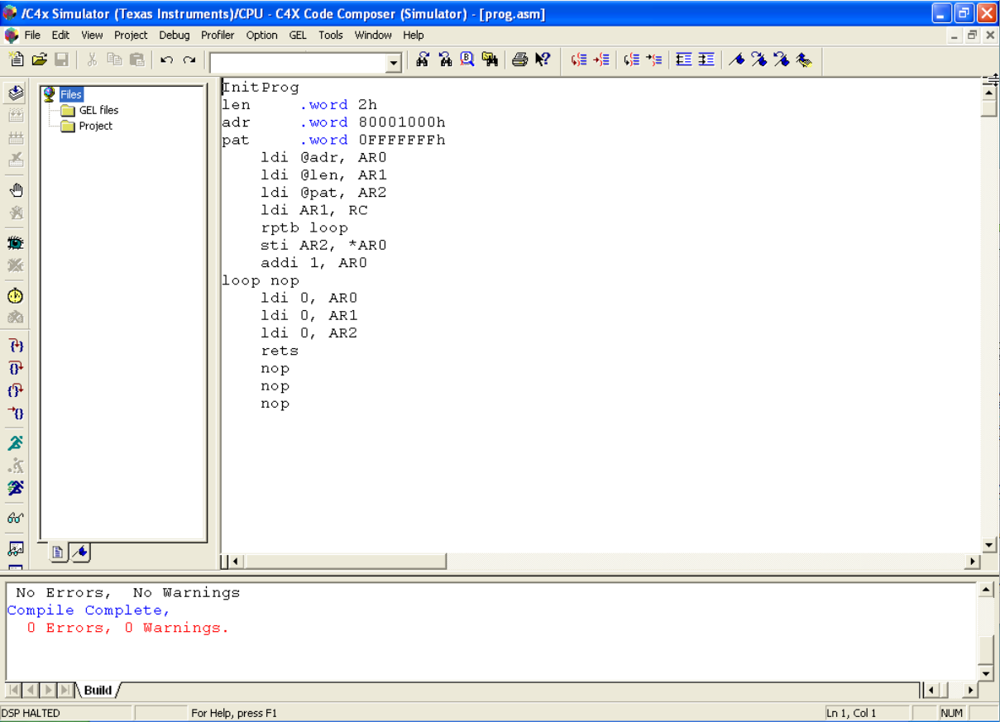 /C4x Simulator (Texas Instruments)/CPU - C4X Code Composer (Simulator) - [prog.asm]
File Edit View Project Debug Profiler Option GEL Tools Window Help
Files
GEL files
Project
InitProg
len .word 2h
adr .word 80001000h
pat .word 0FFFFFFFh
ldi @adr, AR0
ldi @len, AR1
ldi @pat, AR2
ldi AR1, RC
rptb loop
sti AR2, *AR0
addi 1, AR0
loop nop
ldi 0, AR0
ldi 0, AR1
ldi 0, AR2
rets
nop
nop
nop
No Errors, No Warnings
Compile Complete,
0 Errors, 0 Warnings.
Build
DSP HALTED For Help, press F1 Ln 1, Col 1 NUM